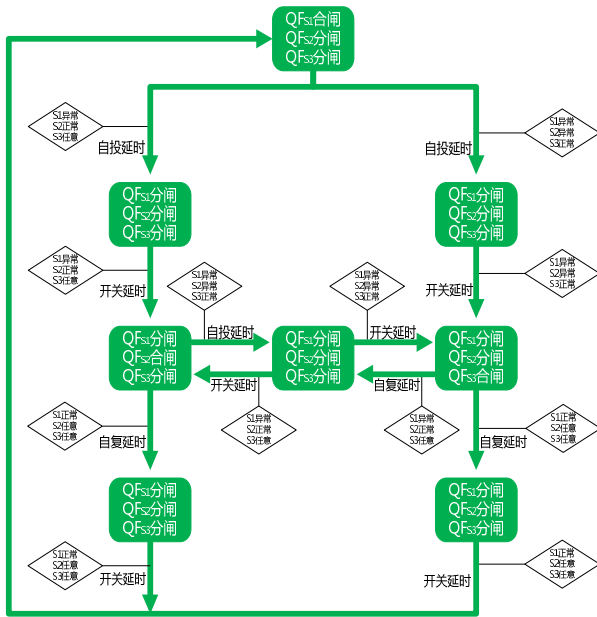 QFS1合闸
QFS2分闸
QFS3分闸
S1异常
S2正常
S3任意
自投延时
S1异常
S2异常
S3正常
自投延时
QFS1分闸
QFS2分闸
QFS3分闸
QFS1分闸
QFS2分闸
QFS3分闸
S1异常
S2正常
S3任意
开关延时
S1异常
S2异常
S3正常
S1异常
S2异常
S3正常
S1异常
S2异常
S3正常
开关延时
QFS1分闸
QFS2合闸
QFS3分闸
自投延时
开关延时
QFS1分闸
QFS2分闸
QFS3分闸
开关延时
自复延时
QFS1分闸
QFS2分闸
QFS3合闸
S1正常
S2任意
S3任意
自复延时
S1异常
S2正常
S3任意
S1异常
S2正常
S3任意
S1正常
S2任意
S3任意
自复延时
QFS1分闸
QFS2分闸
QFS3分闸
QFS1分闸
QFS2分闸
QFS3分闸
S1正常
S2任意
S3任意
开关延时
S1正常
S2任意
S3任意
开关延时